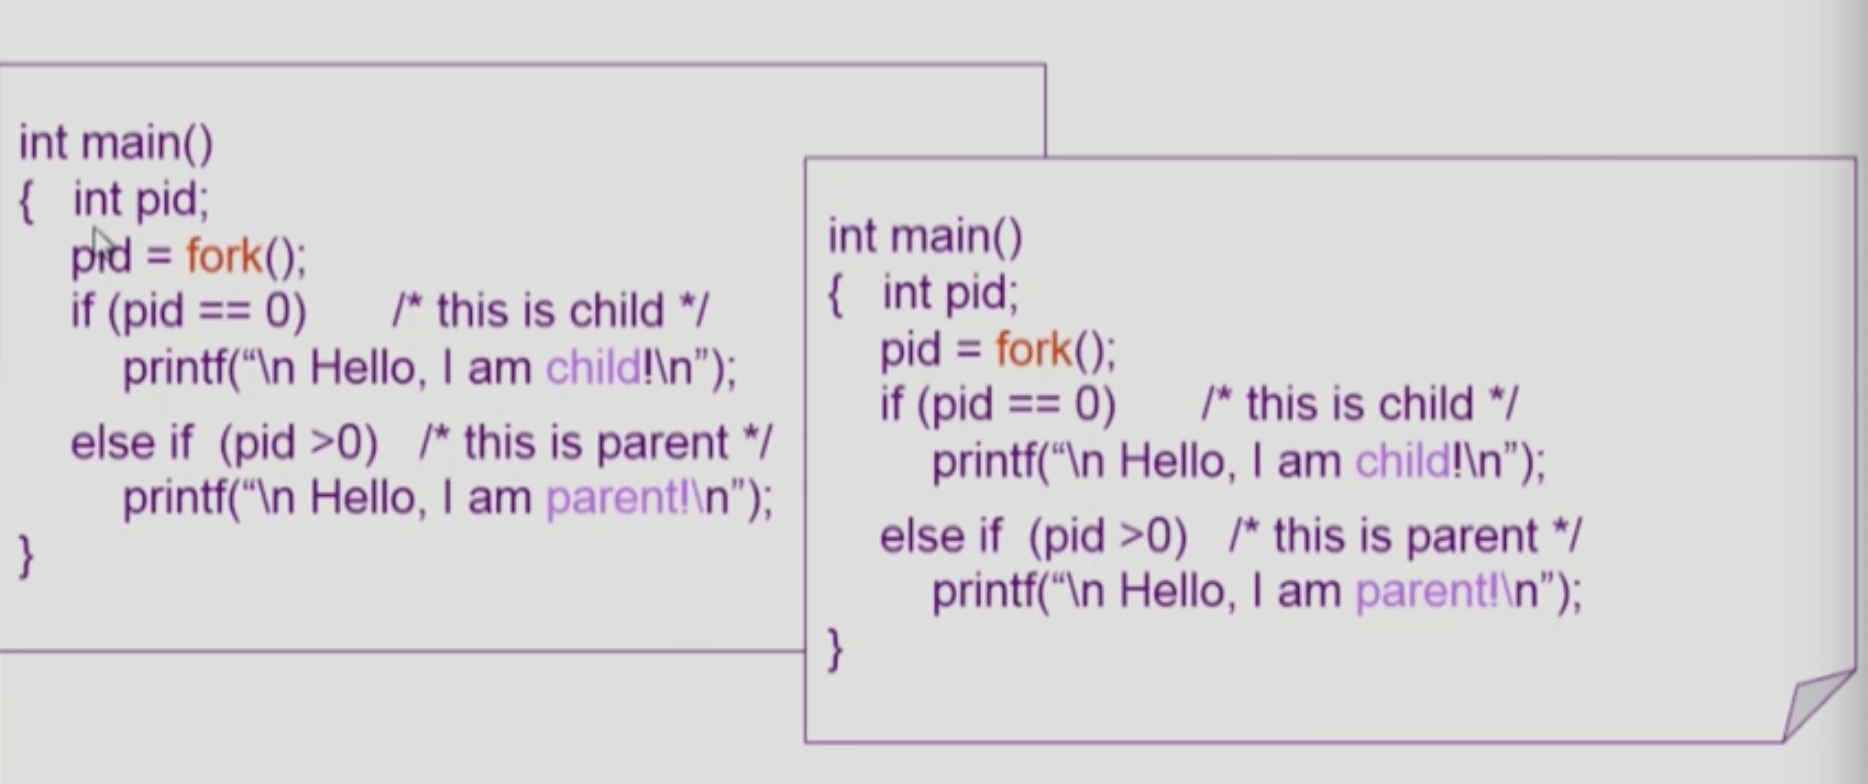 int main()
{ int pid;
pid = fork();
if (pid == 0) /* this is child */
printf(“\n Hello, I am child!\n”);
else if (pid >0) /* this is parent */
printf(“\n Hello, I am parent!\n”);
}
int main()
{ int pid;
pid = fork();
if (pid == 0) /* this is child */
printf(“\n Hello, I am child!\n”);
else if (pid >0) /* this is parent */
printf(“\n Hello, I am parent!\n”);
}